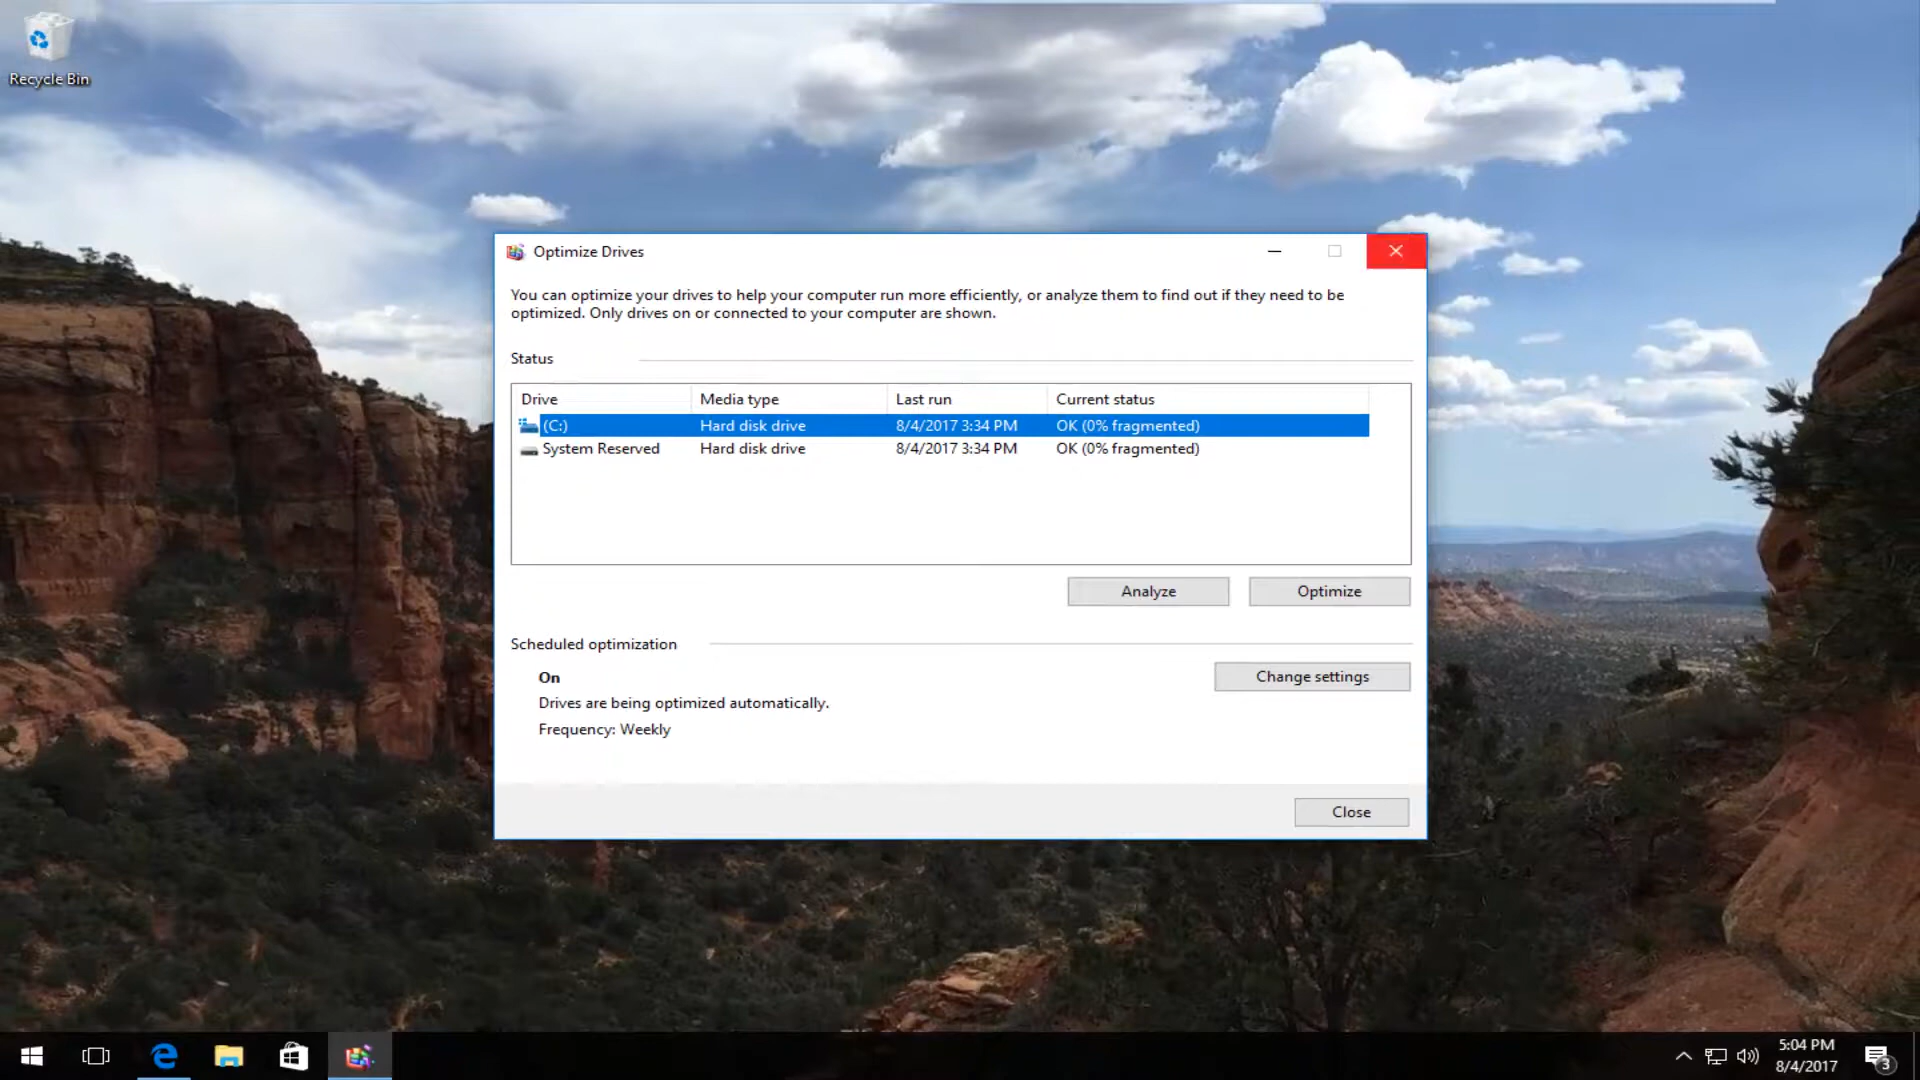 Recycle Bin
Optimize Drives
You can optimize your drives to help your computer run more efficiently, or analyze them to find out if they need to be
optimized. Only drives on or connected to your computer are shown.
Status
Drive Media type Last run Current status
(C:) Hard disk drive 8/4/2017 3:34 PM OK (0% fragmented)
System Reserved Hard disk drive 8/4/2017 3:34 PM OK (0% fragmented)
Analyze Optimize
Scheduled optimization
On
Change settings
Drives are being optimized automatically.
Frequency: Weekly
Close
5:04 PM
8/4/2017
3